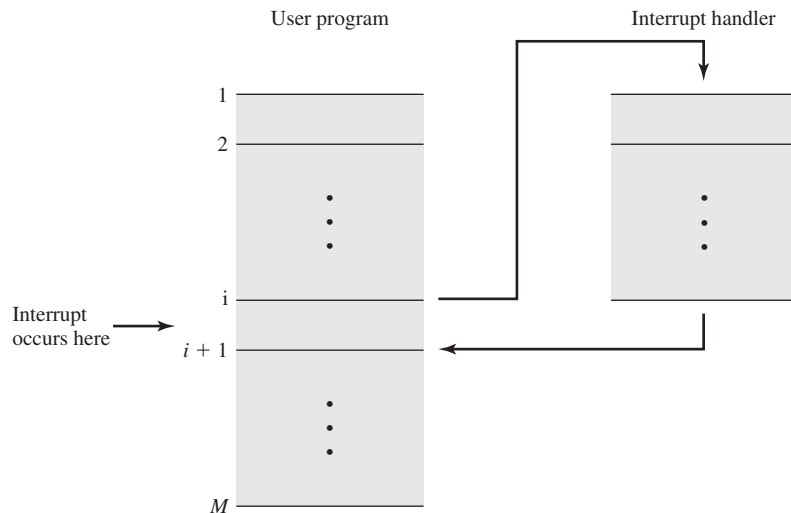 User program
Interrupt handler
1
2
i
Interrupt
occurs here
i + 1
M